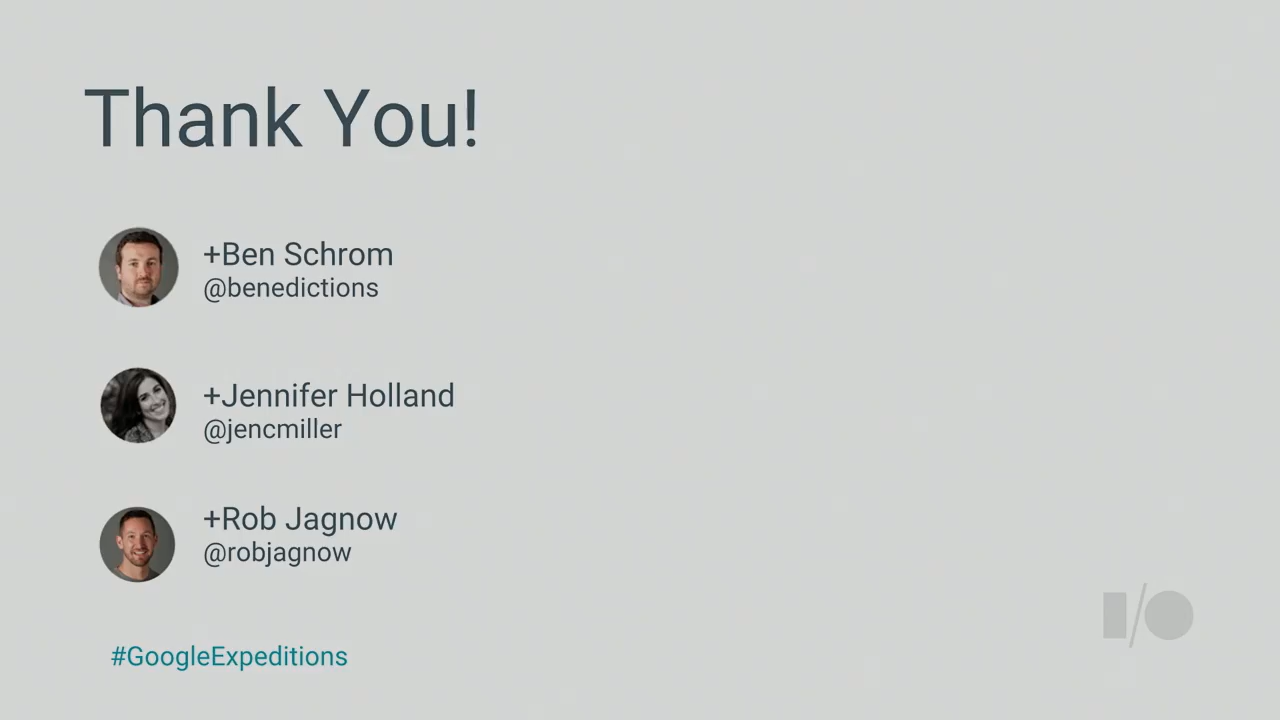 Thank You!
+Ben Schrom
@benedictions
+Jennifer Holland
@jencmiller
+Rob Jagnow
@robjagnow
#GoogleExpeditions
I/O